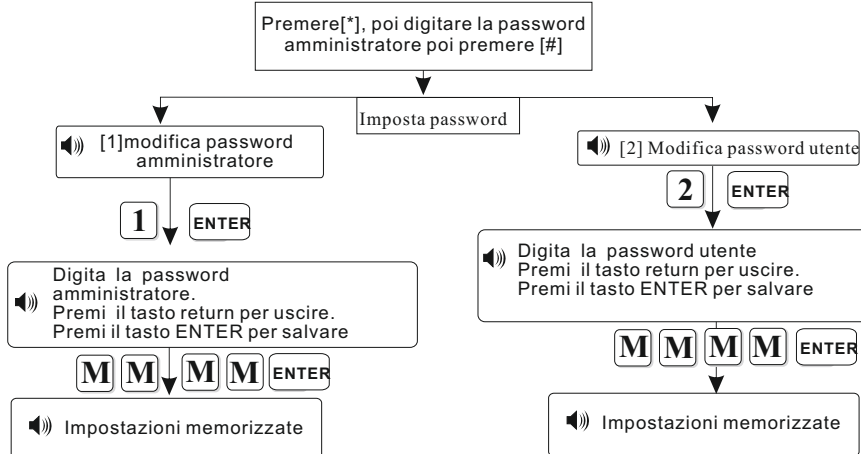 Premere[*], poi digitare la password
amministratore poi premere [#]
Imposta password
[1]modifica password
amministratore
1 ENTER
Digita la password
amministratore.
Premi il tasto return per uscire.
Premi il tasto ENTER per salvare
M M M M ENTER
Impostazioni memorizzate
[2] Modifica password utente
2 ENTER
Digita la password utente
Premi il tasto return per uscire.
Premi il tasto ENTER per salvare
M M M M ENTER
Impostazioni memorizzate